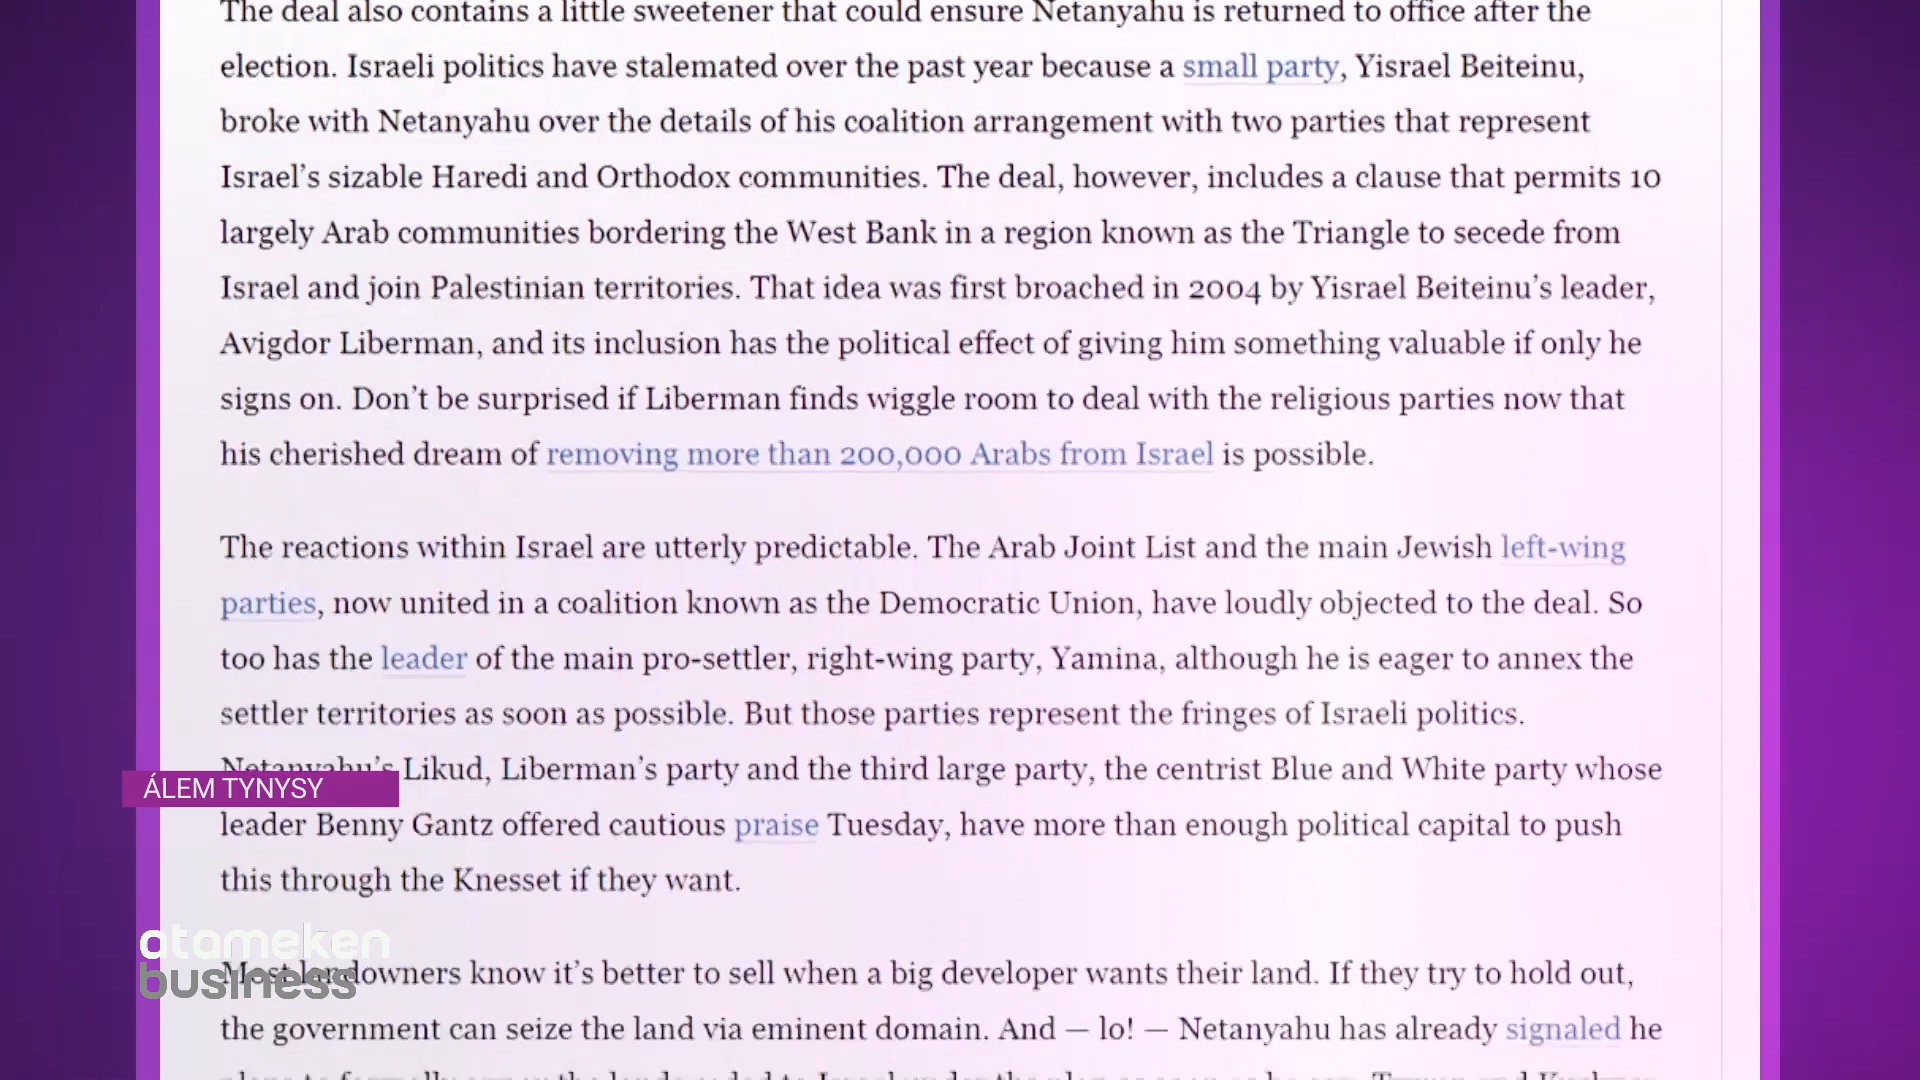 The deal also contains a little sweetener that could ensure Netanyahu is returned to office after the
election. Israeli politics have stalemated over the past year because a small party, Yisrael Beiteinu,
broke with Netanyahu over the details of his coalition arrangement with two parties that represent
Israel’s sizable Haredi and Orthodox communities. The deal, however, includes a clause that permits 10
largely Arab communities bordering the West Bank in a region known as the Triangle to secede from
Israel and join Palestinian territories. That idea was first broached in 2004 by Yisrael Beiteinu’s leader,
Avigdor Liberman, and its inclusion has the political effect of giving him something valuable if only he
signs on. Don’t be surprised if Liberman finds wiggle room to deal with the religious parties now that
his cherished dream of removing more than 200,000 Arabs from Israel is possible.
The reactions within Israel are utterly predictable. The Arab Joint List and the main Jewish left-wing
parties, now united in a coalition known as the Democratic Union, have loudly objected to the deal. So
too has the leader of the main pro-settler, right-wing party, Yamina, although he is eager to annex the
settler territories as soon as possible. But those parties represent the fringes of Israeli politics.
Netanyahu’s Likud, Liberman’s party and the third large party, the centrist Blue and White party whose
ÁLEM TYNYSY
leader Benny Gantz offered cautious praise Tuesday, have more than enough political capital to push
this through the Knesset if they want.
atameken
business
Most landowners know it’s better to sell when a big developer wants their land. If they try to hold out,
the government can seize the land via eminent domain. And — lo! — Netanyahu has already signaled he